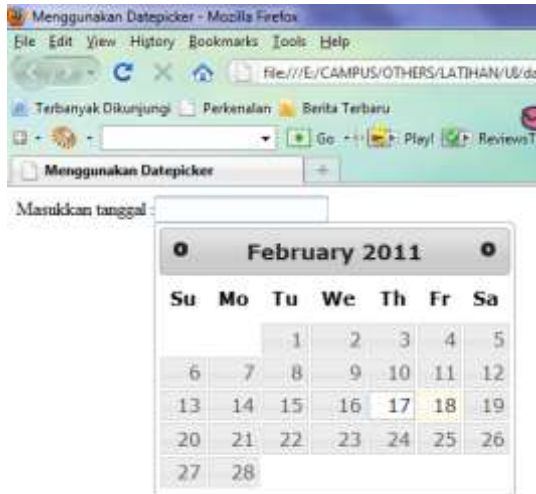 Menggunakan Datepicker - Mozilla Firefox
File Edit View History Bookmarks Tools Help
file:///E:/CAMPUS/OTHERS/LATIHAN/UI/da
Terbanyak Dikunjungi Perkenalan Berita Terbaru
Go Play! Reviews
Menggunakan Datepicker
Masukkan tanggal :
February 2011
Su Mo Tu We Th Fr Sa
1 2 3 4 5
6 7 8 9 10 11 12
13 14 15 16 17 18 19
20 21 22 23 24 25 26
27 28